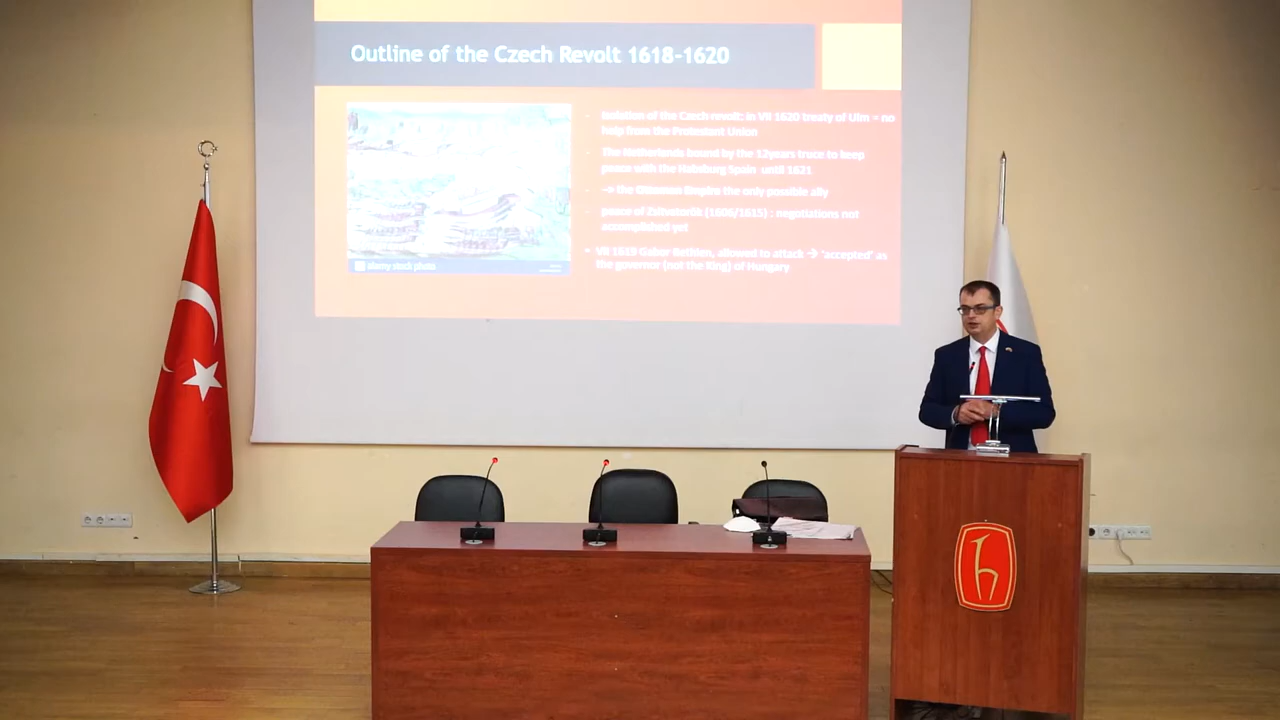 Outline of the Czech Revolt 1618-1620
Isolation of the Czech revolt: in VII 1620 treaty of Ulm = no
help from the Protestant Union
The Netherlands bound by the 12years truce to keep
peace with the Habsburg Spain until 1621
-> the Ottoman Empire the only possible ally
peace of Zsitvatorök (1606/1615) : negotiations not
accomplished yet
VII 1619 Gabor Bethlen, allowed to attack → 'accepted' as
the governor (not the King) of Hungary
alamy stock photo
h